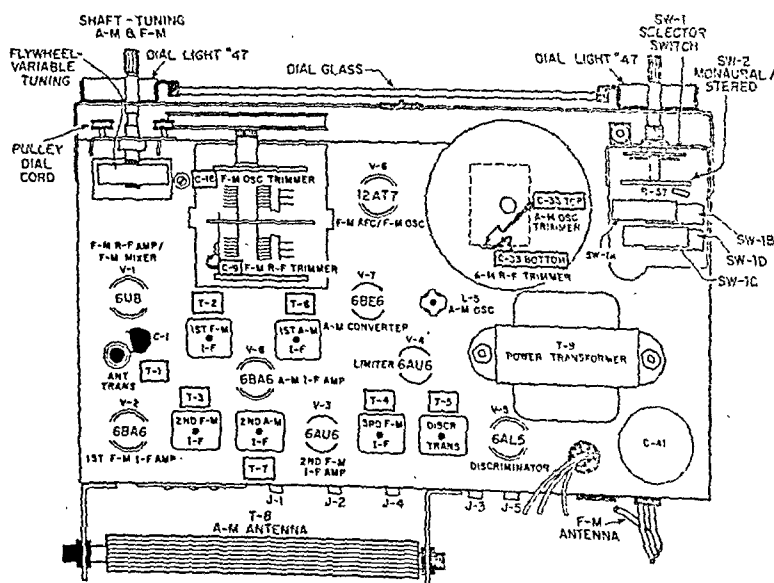 SHAFT-TUNING
A-M & F-M
FLYWHEEL-
VARIABLE
TUNING
DIAL LIGHT #47
DIAL GLASS
DIAL LIGHT #47
SW-1
SELECTOR
SWITCH
SW-2
MONAURAL/
STEREO
PULLEY
DIAL
CORD
C-18
F-M OSC TRIMMER
C-9
F-M R-F TRIMMER
V-6
12AT7
F-M AFC/F-M OSC
C-33 TOP
A-M OSC
TRIMMER
C-33 BOTTOM
R-F TRIMMER
R-37
SW-1A
SW-1B
SW-1D
SW-1C
F-M R-F AMP/
F-M MIXER
V-1
6U8
C-1
ANT
TRANS
T-1
T-2
1ST F-M
I-F
T-6
1ST A-M
I-F
V-7
6BE6
A-M CONVERTER
L-5
A-M OSC
V-4
LIMITER
6AU6
T-9
POWER TRANSFORMER
6BA6
A-M I-F AMP
V-2
6BA6
1ST F-M I-F AMP
T-3
2ND F-M
I-F
2ND A-M
I-F
T-7
V-3
6AU6
2ND F-M
I-F AMP
T-4
3RD F-M
I-F
T-5
DISCR
TRANS
V-5
6AL5
DISCRIMINATOR
C-41
J-1
J-2
J-4
J-3
J-5
F-M
ANTENNA
T-8
A-M ANTENNA